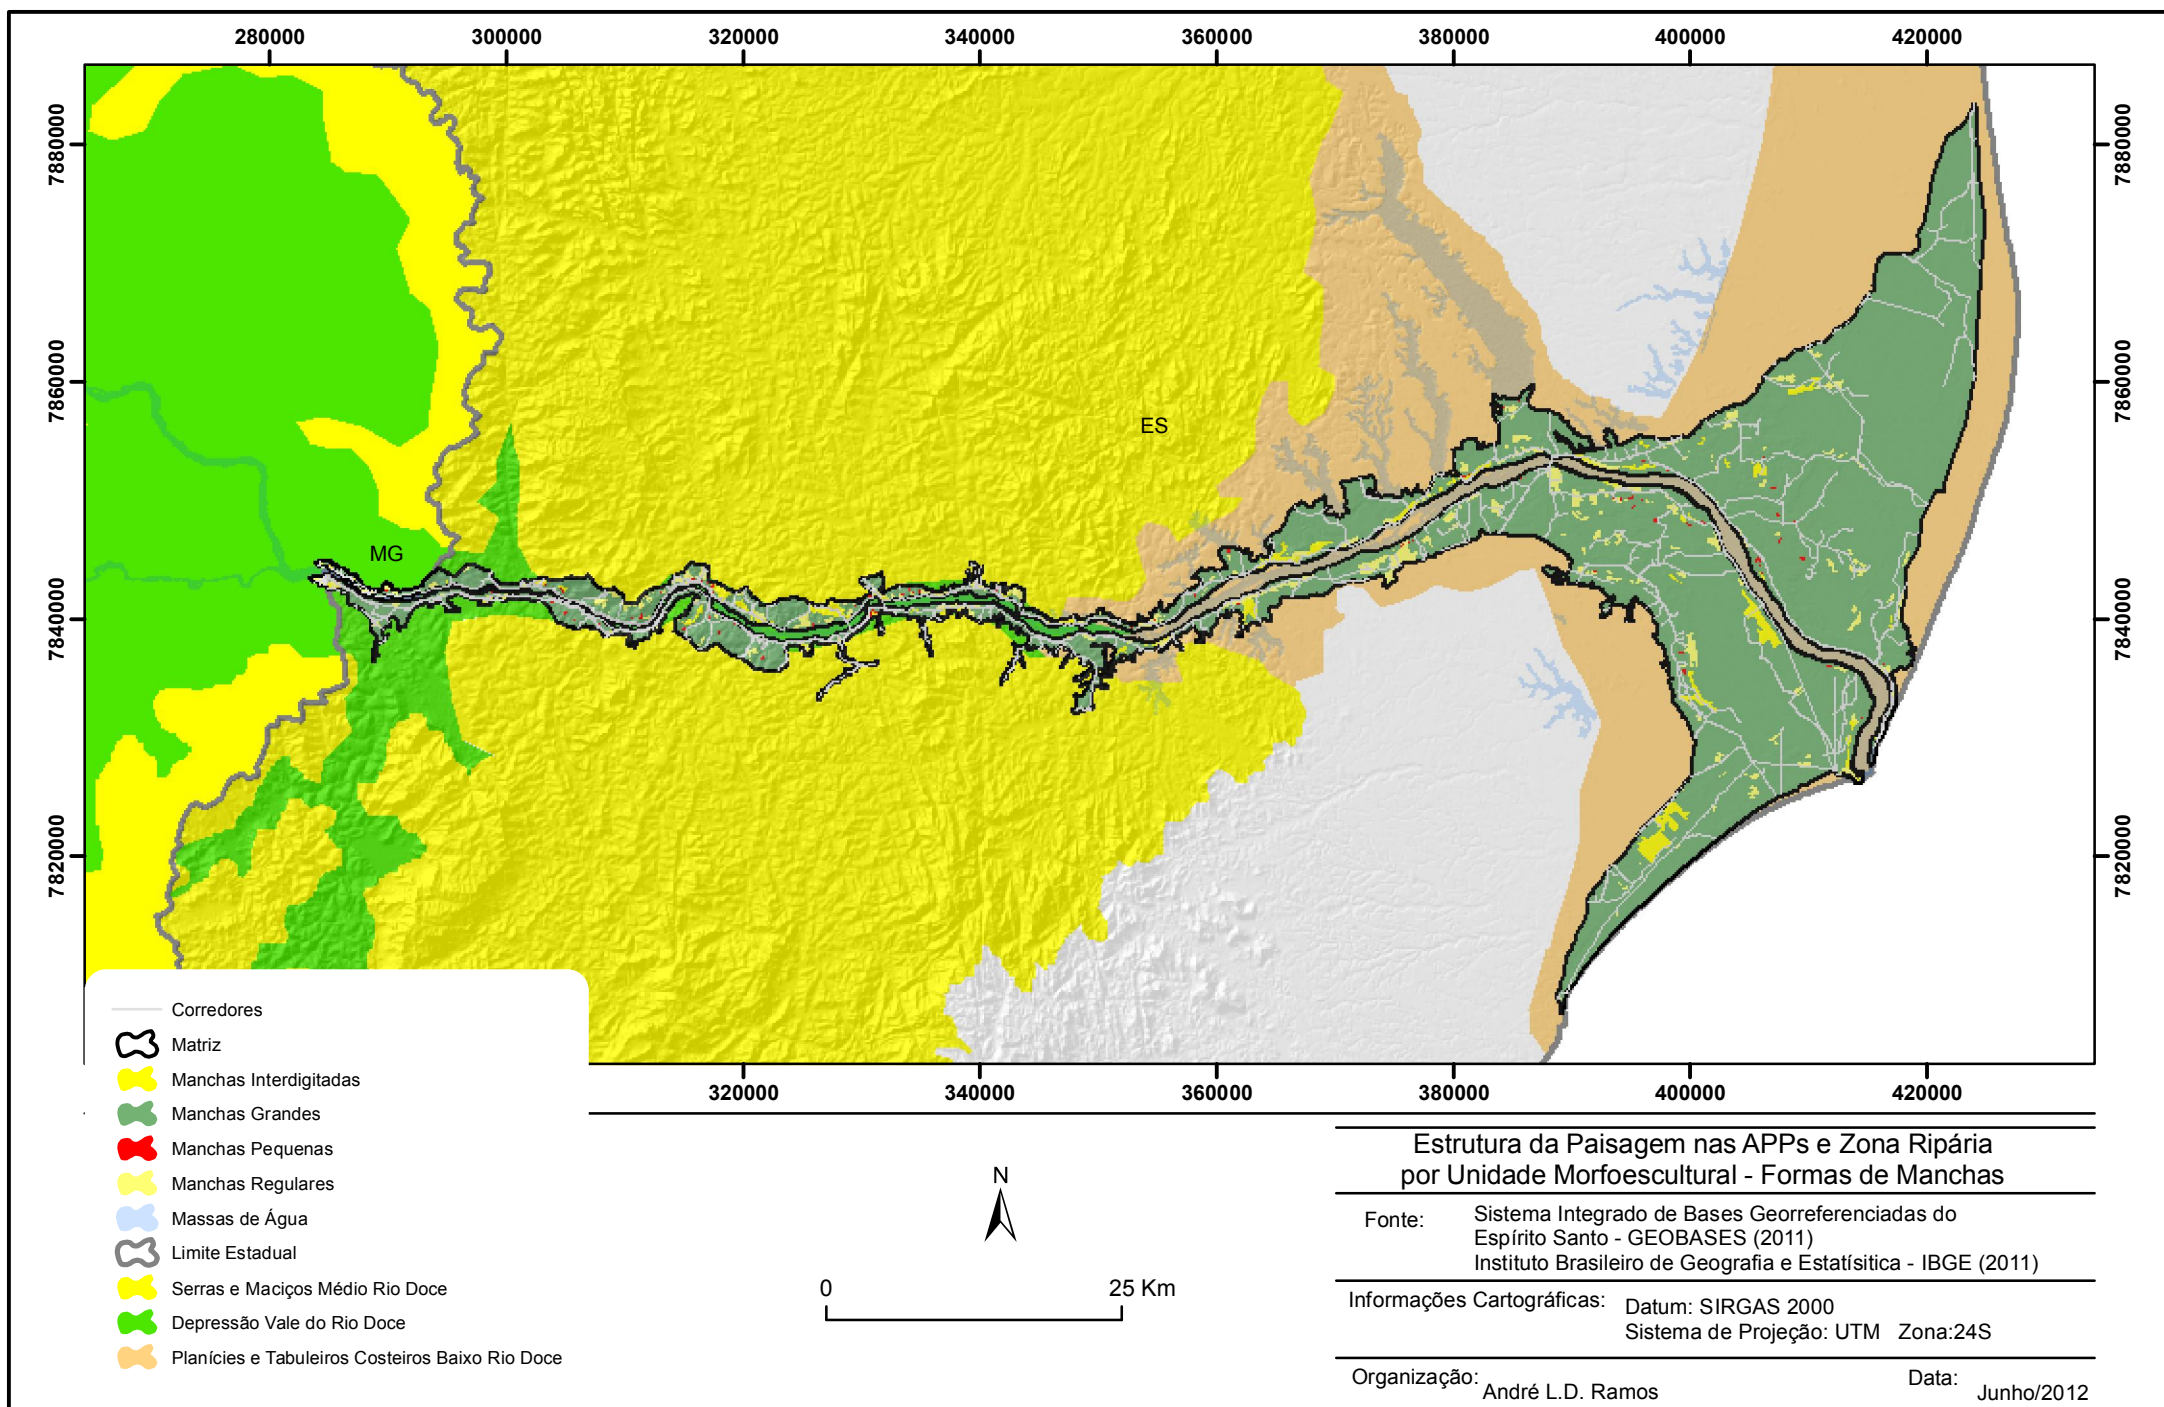 280000 300000 320000 340000 360000 380000 400000 420000
7880000 7880000
7860000 7860000
ES
MG
7840000 7840000
7820000 7820000
320000 340000 360000 380000 400000 420000
Corredores
Matriz
Manchas Interdigitadas
Manchas Grandes
Manchas Pequenas
Manchas Regulares
Massas de Água
Limite Estadual
Serras e Maciços Médio Rio Doce
Depressão Vale do Rio Doce
Planícies e Tabuleiros Costeiros Baixo Rio Doce
N
0 25 Km
Estrutura da Paisagem nas APPs e Zona Ripária
por Unidade Morfoescultural - Formas de Manchas
Fonte: Sistema Integrado de Bases Georreferenciadas do
Espírito Santo - GEOBASES (2011)
Instituto Brasileiro de Geografia e Estatísitica - IBGE (2011)
Informações Cartográficas: Datum: SIRGAS 2000
Sistema de Projeção: UTM Zona:24S
Organização: André L.D. Ramos
Data: Junho/2012